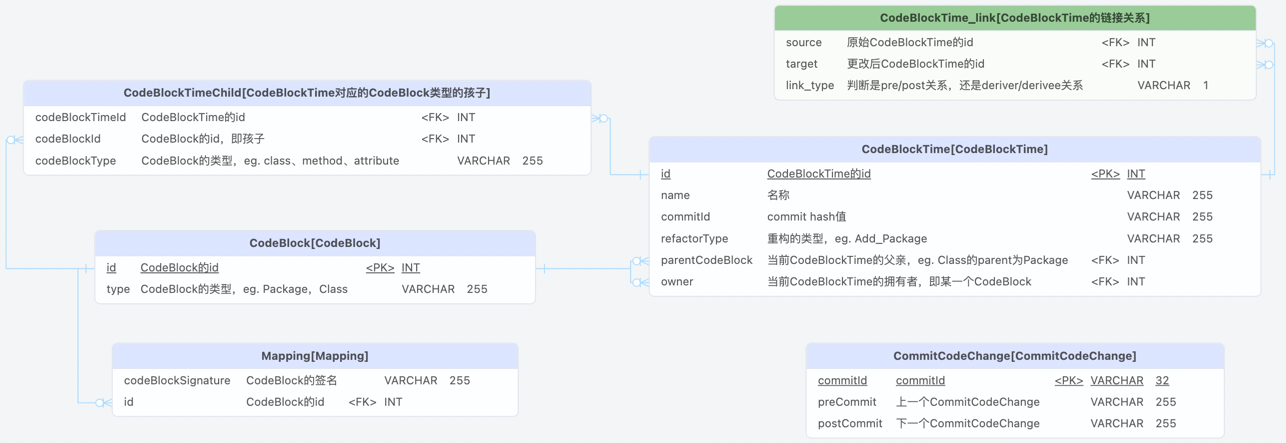 CodeBlockTime_link[CodeBlockTime的链接关系]
source 原始CodeBlockTime的id <FK> INT
target 更改后CodeBlockTime的id <FK> INT
link_type 判断是pre/post关系，还是deriver/derivee关系 VARCHAR 1
CodeBlockTimeChild[CodeBlockTime对应的CodeBlock类型的孩子]
codeBlockTimeId CodeBlockTime的id <FK> INT
codeBlockId CodeBlock的id，即孩子 <FK> INT
codeBlockType CodeBlock的类型，eg. class、method、attribute VARCHAR 255
CodeBlockTime[CodeBlockTime]
id CodeBlockTime的id <PK> INT
name 名称 VARCHAR 255
commitId commit hash值 VARCHAR 255
refactorType 重构的类型，eg. Add_Package VARCHAR 255
parentCodeBlock 当前CodeBlockTime的父亲，eg. Class的parent为Package <FK> INT
owner 当前CodeBlockTime的拥有者，即某一个CodeBlock <FK> INT
CodeBlock[CodeBlock]
id CodeBlock的id <PK> INT
type CodeBlock的类型，eg. Package，Class VARCHAR 255
Mapping[Mapping]
codeBlockSignature CodeBlock的签名 VARCHAR 255
id CodeBlock的id <FK> INT
CommitCodeChange[CommitCodeChange]
commitId commitId <PK> VARCHAR 32
preCommit 上一个CommitCodeChange VARCHAR 255
postCommit 下一个CommitCodeChange VARCHAR 255